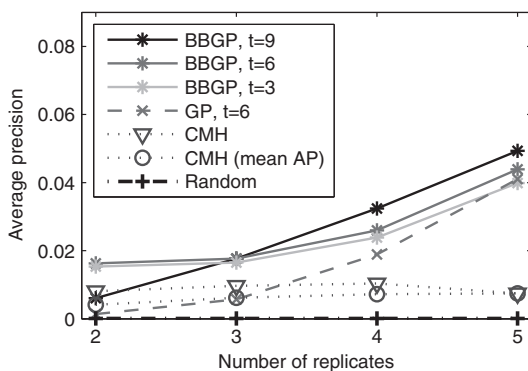 0.08
0.06
0.04
0.02
0
Average precision
BBGP, t=9
BBGP, t=6
BBGP, t=3
GP, t=6
CMH
CMH (mean AP)
Random
2 3 4 5
Number of replicates